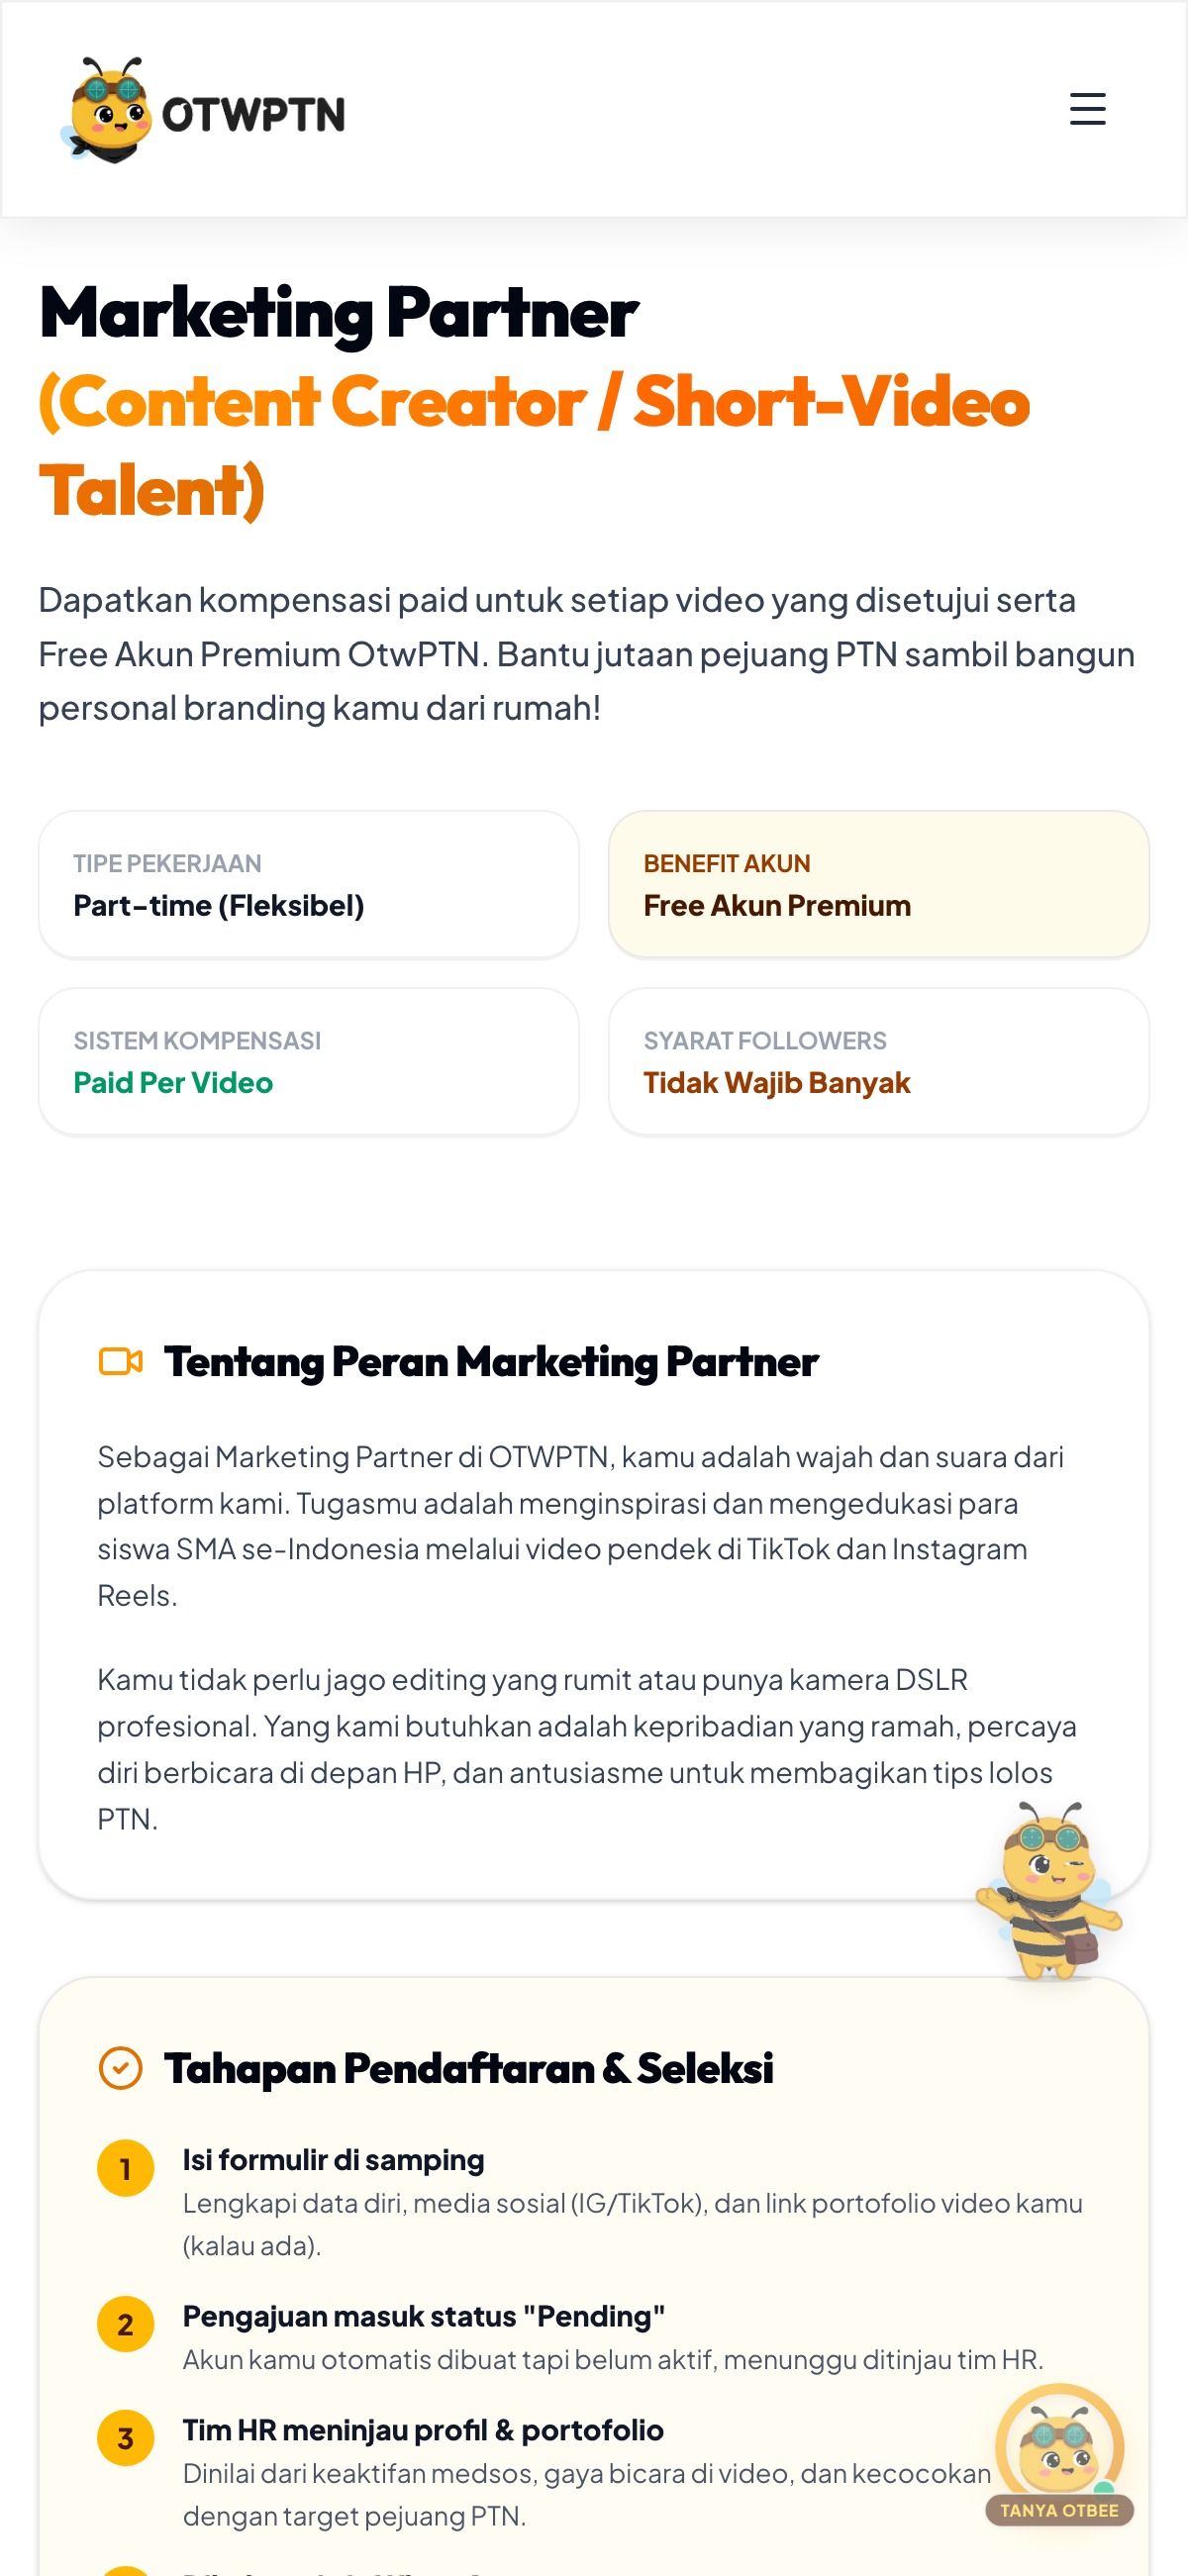 OTWPTN
Marketing Partner
(Content Creator / Short-Video
Talent)
Dapatkan kompensasi paid untuk setiap video yang disetujui serta
Free Akun Premium OtwPTN. Bantu jutaan pejuang PTN sambil bangun
personal branding kamu dari rumah!
TIPE PEKERJAAN
Part-time (Fleksibel)
BENEFIT AKUN
Free Akun Premium
SISTEM KOMPENSASI
Paid Per Video
SYARAT FOLLOWERS
Tidak Wajib Banyak
Tentang Peran Marketing Partner
Sebagai Marketing Partner di OTWPTN, kamu adalah wajah dan suara dari
platform kami. Tugasmu adalah menginspirasi dan mengedukasi para
siswa SMA se-Indonesia melalui video pendek di TikTok dan Instagram
Reels.
Kamu tidak perlu jago editing yang rumit atau punya kamera DSLR
profesional. Yang kami butuhkan adalah kepribadian yang ramah, percaya
diri berbicara di depan HP, dan antusiasme untuk membagikan tips lolos
PTN.
Tahapan Pendaftaran & Seleksi
1
Isi formulir di samping
Lengkapi data diri, media sosial (IG/TikTok), dan link portofolio video kamu
(kalau ada).
2
Pengajuan masuk status "Pending"
Akun kamu otomatis dibuat tapi belum aktif, menunggu ditinjau tim HR.
3
Tim HR meninjau profil & portofolio
Dinilai dari keaktifan medsos, gaya bicara di video, dan kecocokan
dengan target pejuang PTN.
TANYA OTBEE